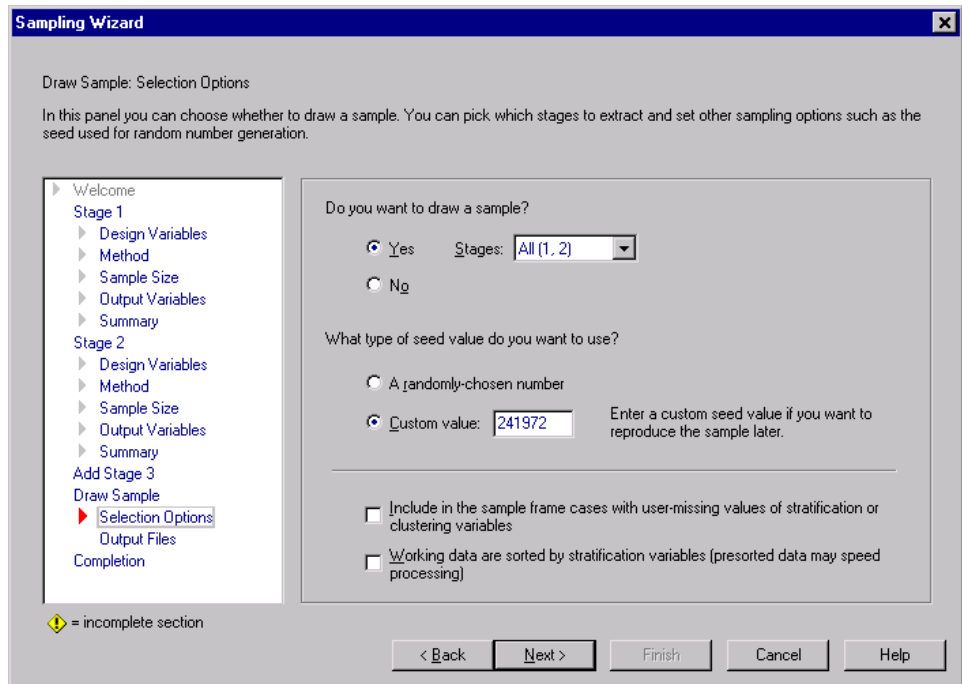 Sampling Wizard
Draw Sample: Selection Options
In this panel you can choose whether to draw a sample. You can pick which stages to extract and set other sampling options such as the
seed used for random number generation.
Welcome
Stage 1
Design Variables
Method
Sample Size
Output Variables
Summary
Stage 2
Design Variables
Method
Sample Size
Output Variables
Summary
Add Stage 3
Draw Sample
Selection Options
Output Files
Completion
! = incomplete section
Do you want to draw a sample?
Yes Stages: All (1, 2)
No
What type of seed value do you want to use?
A randomly-chosen number
Custom value: 241972
Enter a custom seed value if you want to
reproduce the sample later.
Include in the sample frame cases with user-missing values of stratification or
clustering variables
Working data are sorted by stratification variables (presorted data may speed
processing)
< Back Next > Finish Cancel Help